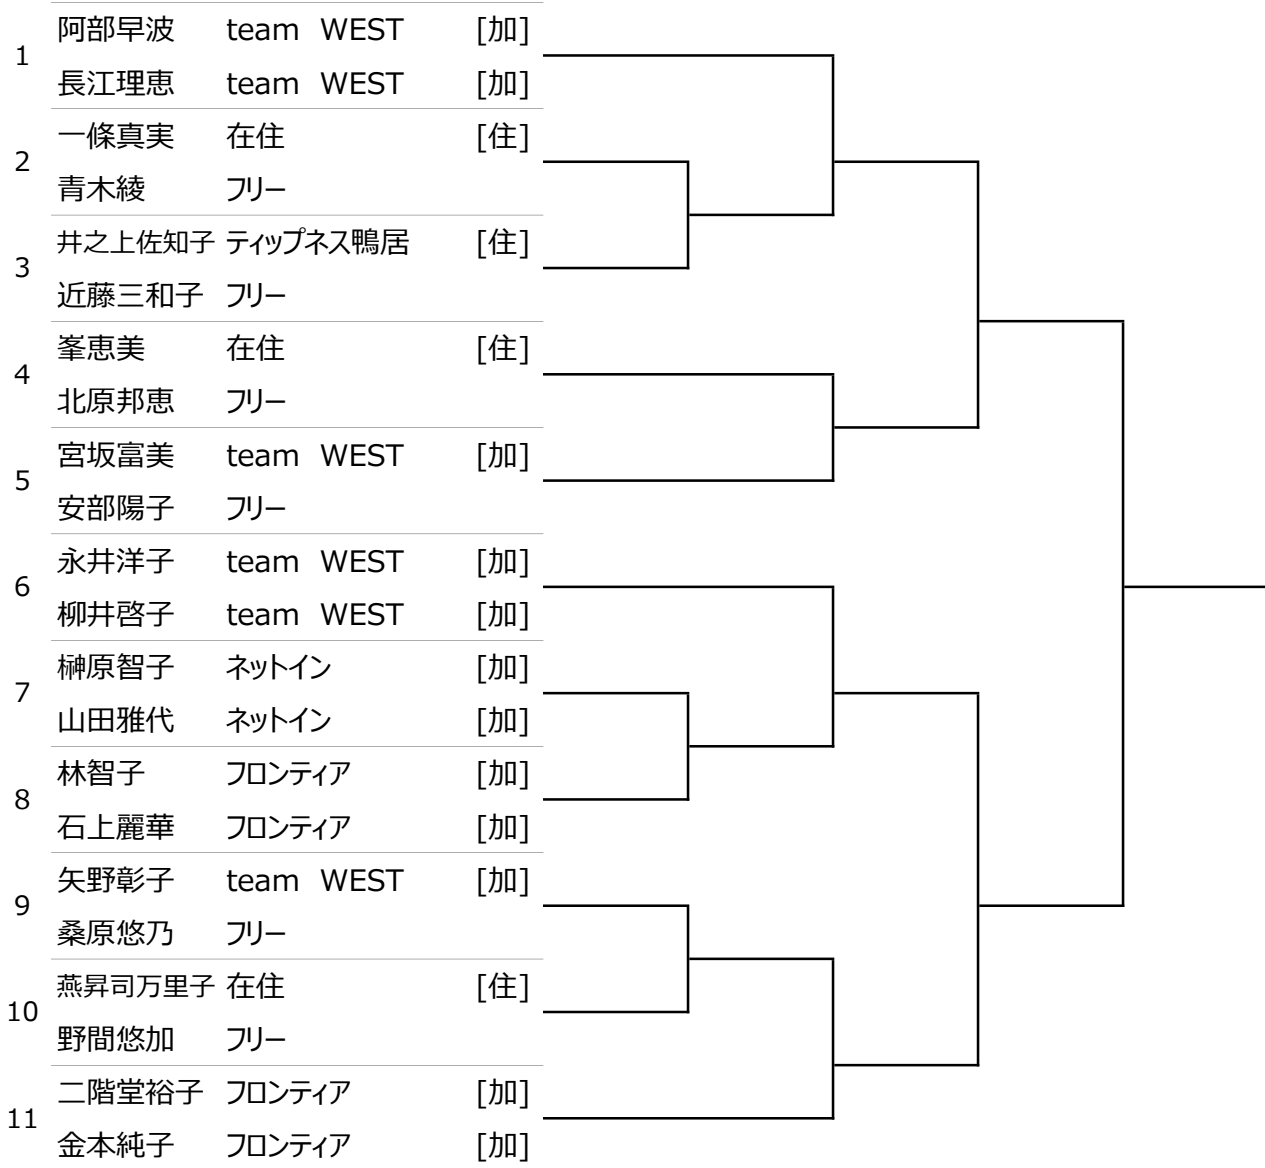 1
阿部早波 team WEST [加]
長江理恵 team WEST [加]
2
一條真実 在住 [住]
青木綾 フリー
3
井之上佐知子 ティップネス鴨居 [住]
近藤三和子 フリー
4
峯恵美 在住 [住]
北原邦恵 フリー
5
宮坂富美 team WEST [加]
安部陽子 フリー
6
永井洋子 team WEST [加]
柳井啓子 team WEST [加]
7
榊原智子 ネットイン [加]
山田雅代 ネットイン [加]
8
林智子 フロンティア [加]
石上麗華 フロンティア [加]
9
矢野彰子 team WEST [加]
桑原悠乃 フリー
10
燕昇司万里子 在住 [住]
野間悠加 フリー
11
二階堂裕子 フロンティア [加]
金本純子 フロンティア [加]